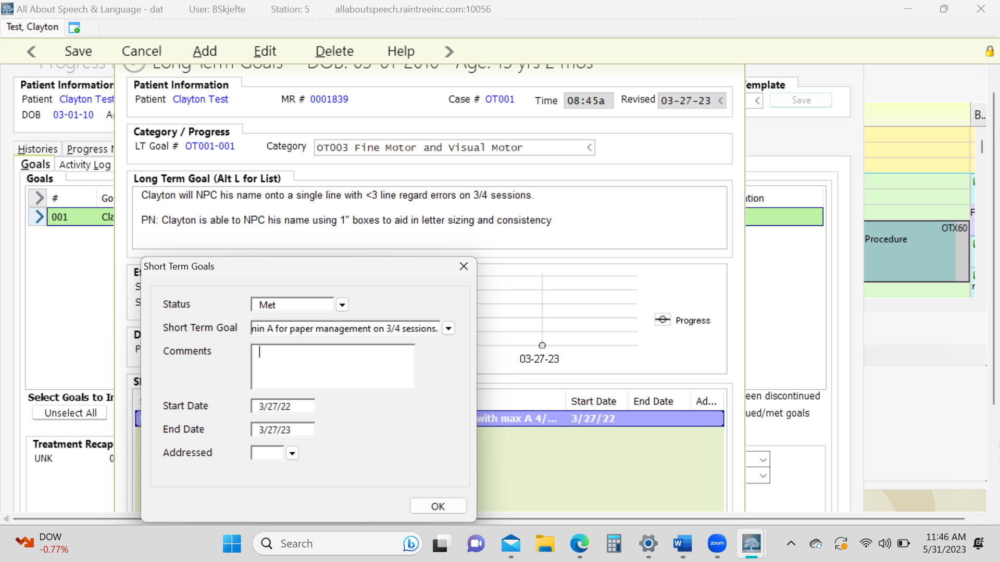 All About Speech & Language - dat User: BSkjefte Station: 5 allaboutspeech.raintreeinc.com:10056
Test, Clayton
Save Cancel Add Edit Delete Help
Long Term Goals DOB: 03-01-2010 Age: 13 yrs 2 mos
Patient Information
Patient Clayton Test
DOB 03-01-10
Histories Progress
Goals Activity Log
Goals
# Go
001 Cla
Select Goals to
Unselect All
Treatment Recap
UNK 0
Patient Information
Patient Clayton Test MR # 0001839 Case # OT001 Time 08:45a Revised 03-27-23
Category / Progress
LT Goal # OT001-001 Category OT003 Fine Motor and Visual Motor
Long Term Goal (Alt L for List)
Clayton will NPC his name onto a single line with <3 line regard errors on 3/4 sessions.
PN: Clayton is able to NPC his name using 1" boxes to aid in letter sizing and consistency
Short Term Goals
Status Met
Short Term Goal min A for paper management on 3/4 sessions.
Comments
Start Date 3/27/22
End Date 3/27/23
Addressed
OK
Progress
03-27-23
Start Date End Date Ad...
with max A 4/... 3/27/22
Template
Save
een discontinued
ued/met goals
B..
OTX60
Procedure
DOW
-0.77%
Search
zoom
11:46 AM
5/31/2023